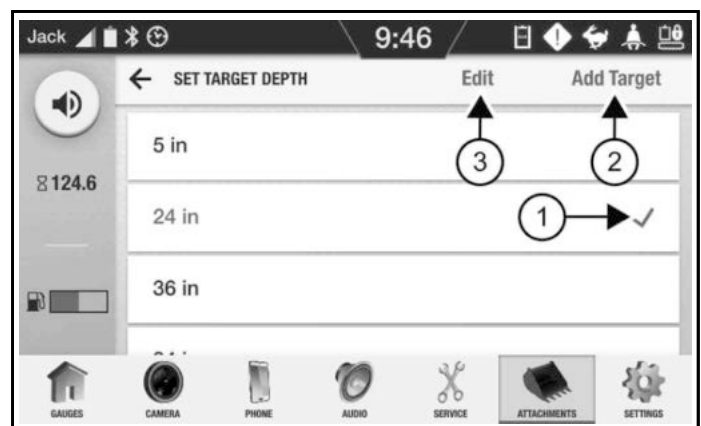 Jack 9:46
SET TARGET DEPTH Edit Add Target
5 in
3 2
124.6
24 in 1
36 in
GAUGES CAMERA PHONE AUDIO SERVICE ATTACHMENTS SETTINGS